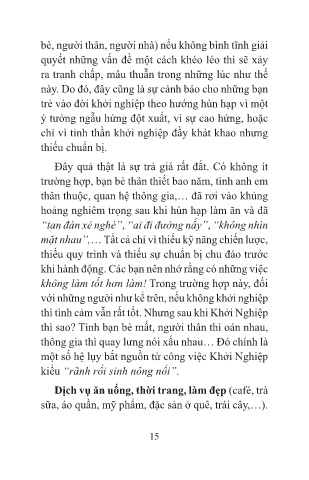 bè, người thân, người nhà) nếu không bình tĩnh giải
quyết những vấn đề một cách khéo léo thì sẽ xảy
ra tranh chấp, mâu thuẫn trong những lúc như thế
này. Do đó, đây cũng là sự cảnh báo cho những bạn
trẻ vào đời khởi nghiệp theo hướng hùn hạp vì một
ý tưởng ngẫu hứng đột xuất, vì sự cao hứng, hoặc
chỉ vì tinh thần khởi nghiệp đầy khát khao nhưng
thiếu chuẩn bị.
Đây quả thật là sự trả giá rất đắt. Có không ít
trường hợp, bạn bè thân thiết bao năm, tình anh em
thân thuộc, quan hệ thông gia,… đã rơi vào khủng
hoảng nghiêm trọng sau khi hùn hạp làm ăn và đã
“tan đàn xẻ nghé”, “ai đi đường nấy”, “không nhìn
mặt nhau”,… Tất cả chỉ vì thiếu kỹ năng chiến lược,
thiếu quy trình và thiếu sự chuẩn bị chu đáo trước
khi hành động. Các bạn nên nhớ rằng có những việc
không làm tốt hơn làm! Trong trường hợp này, đối
với những người như kể trên, nếu không khởi nghiệp
thì tình cảm vẫn rất tốt. Nhưng sau khi Khởi Nghiệp
thì sao? Tình bạn bè mất, người thân thì oán nhau,
thông gia thì quay lưng nói xấu nhau… Đó chính là
một số hệ lụy bắt nguồn từ công việc Khởi Nghiệp
kiểu “rãnh rỗi sinh nông nổi”.
Dịch vụ ăn uống, thời trang, làm đẹp (café, trà
sữa, áo quần, mỹ phẩm, đặc sản ở quê, trái cây,…).
15